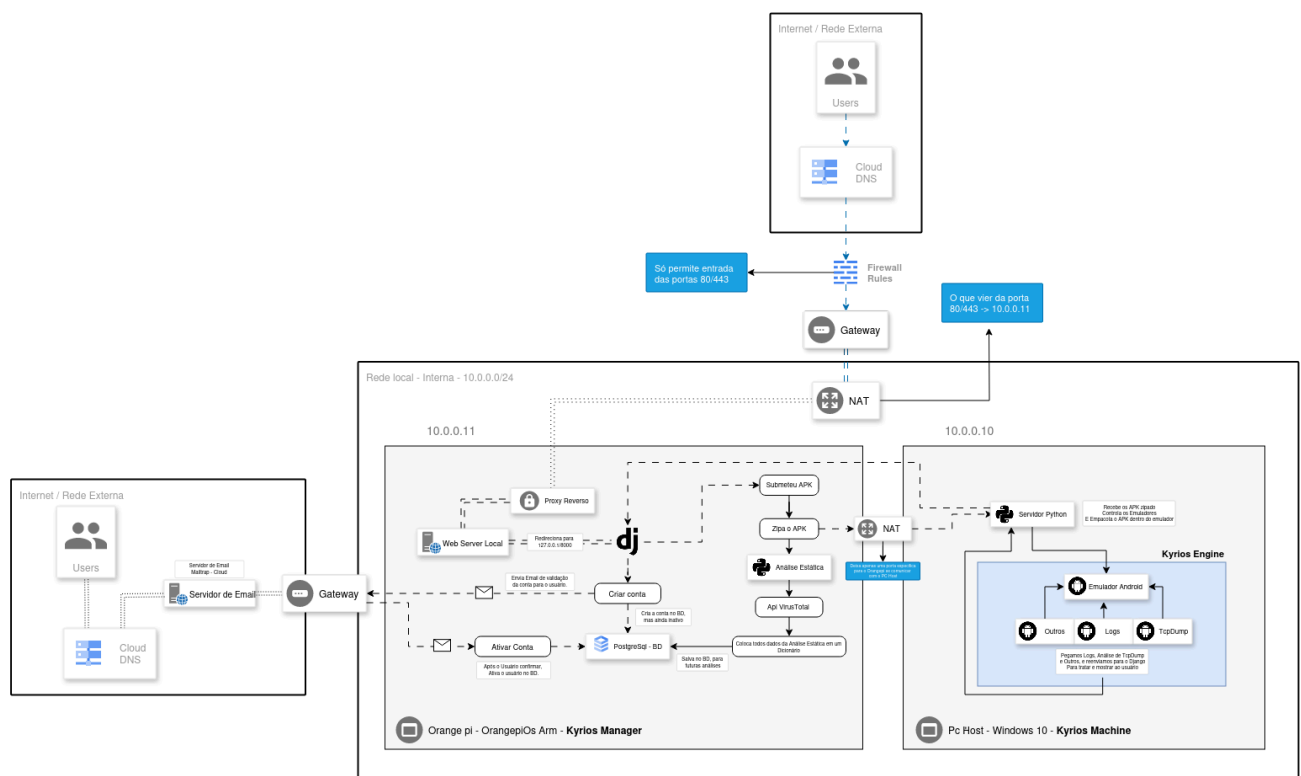 Internet / Rede Externa
Users
Cloud
DNS
Só permite entrada
das portas 80/443
Firewall
Rules
O que vier da porta
80/443 -> 10.0.0.11
Gateway
Rede local - Interna - 10.0.0.0/24
NAT
10.0.0.11
10.0.0.10
Proxy Reverso
Web Server Local
Redireciona para
127.0.0.1/8000
dj
Submeteu APK
Zipa o APK
NAT
Análise Estática
Api VirusTotal
Coloca todos dados da Análise Estática em um
Dicionário
Salva no BD, para
futuras análises
Envia Email de validação
da conta para o usuário.
Criar conta
Cria a conta no BD,
mas ainda inativo
PostgreSql - BD
Ativar Conta
Após o Usuário confirmar,
Ativa o usuário no BD.
Orange pi - OrangepiOs Arm - Kyrios Manager
Servidor Python
Recebe os APK zipado
Controla os Emuladores
E Empacota o APK dentro do emulador
Kyrios Engine
Emulador Android
Outros
Logs
TcpDump
Pegamos Logs, Análise de TcpDump
e Outros, e reenviamos para o Django
Para tratar e mostrar ao usuário
Pc Host - Windows 10 - Kyrios Machine
Internet / Rede Externa
Users
Servidor de Email
Mailtrap - Cloud
Servidor de Email
Gateway
Cloud
DNS